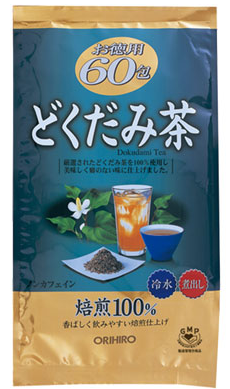 お徳用
60包
どくだみ茶
Dokudami Tea
厳選されたどくだみ茶を100%使用し
美味しく癖のない味に仕上げました。
ノンカフェイン
冷水
煮出し
焙煎100%
香ばしく飲みやすい焙煎仕上げ
ORIHIRO
GMP